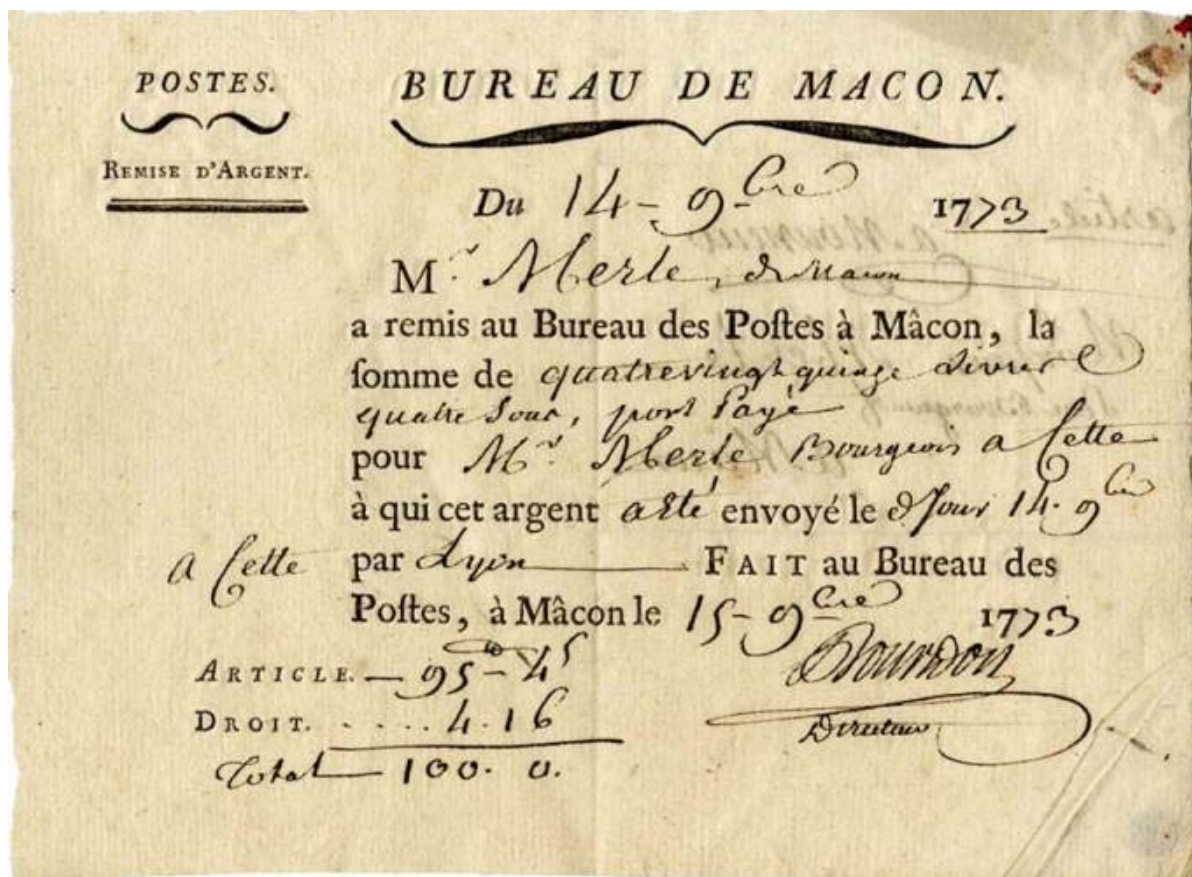 POSTES.
BUREAU DE MACON.
REMISE D'ARGENT.
Du 14 - 9bre 1773
Mr. Merle, de Macon
a remis au Bureau des Poſtes à Mâcon, la
ſomme de quatrevingt quinze Livres &
quatre Sous, port Payé
pour Mr. Merle Bourgeois a Cette
à qui cet argent a été envoyé le d. Jour 14. 9bre
a Cette par Lyon FAIT au Bureau des
Poſtes, à Mâcon le 15 - 9bre 1773
ARTICLE. — 95tt - 4s
Bourdon
DROIT. . . . . 4. 16
Directeur
Total — 100. 0.
article